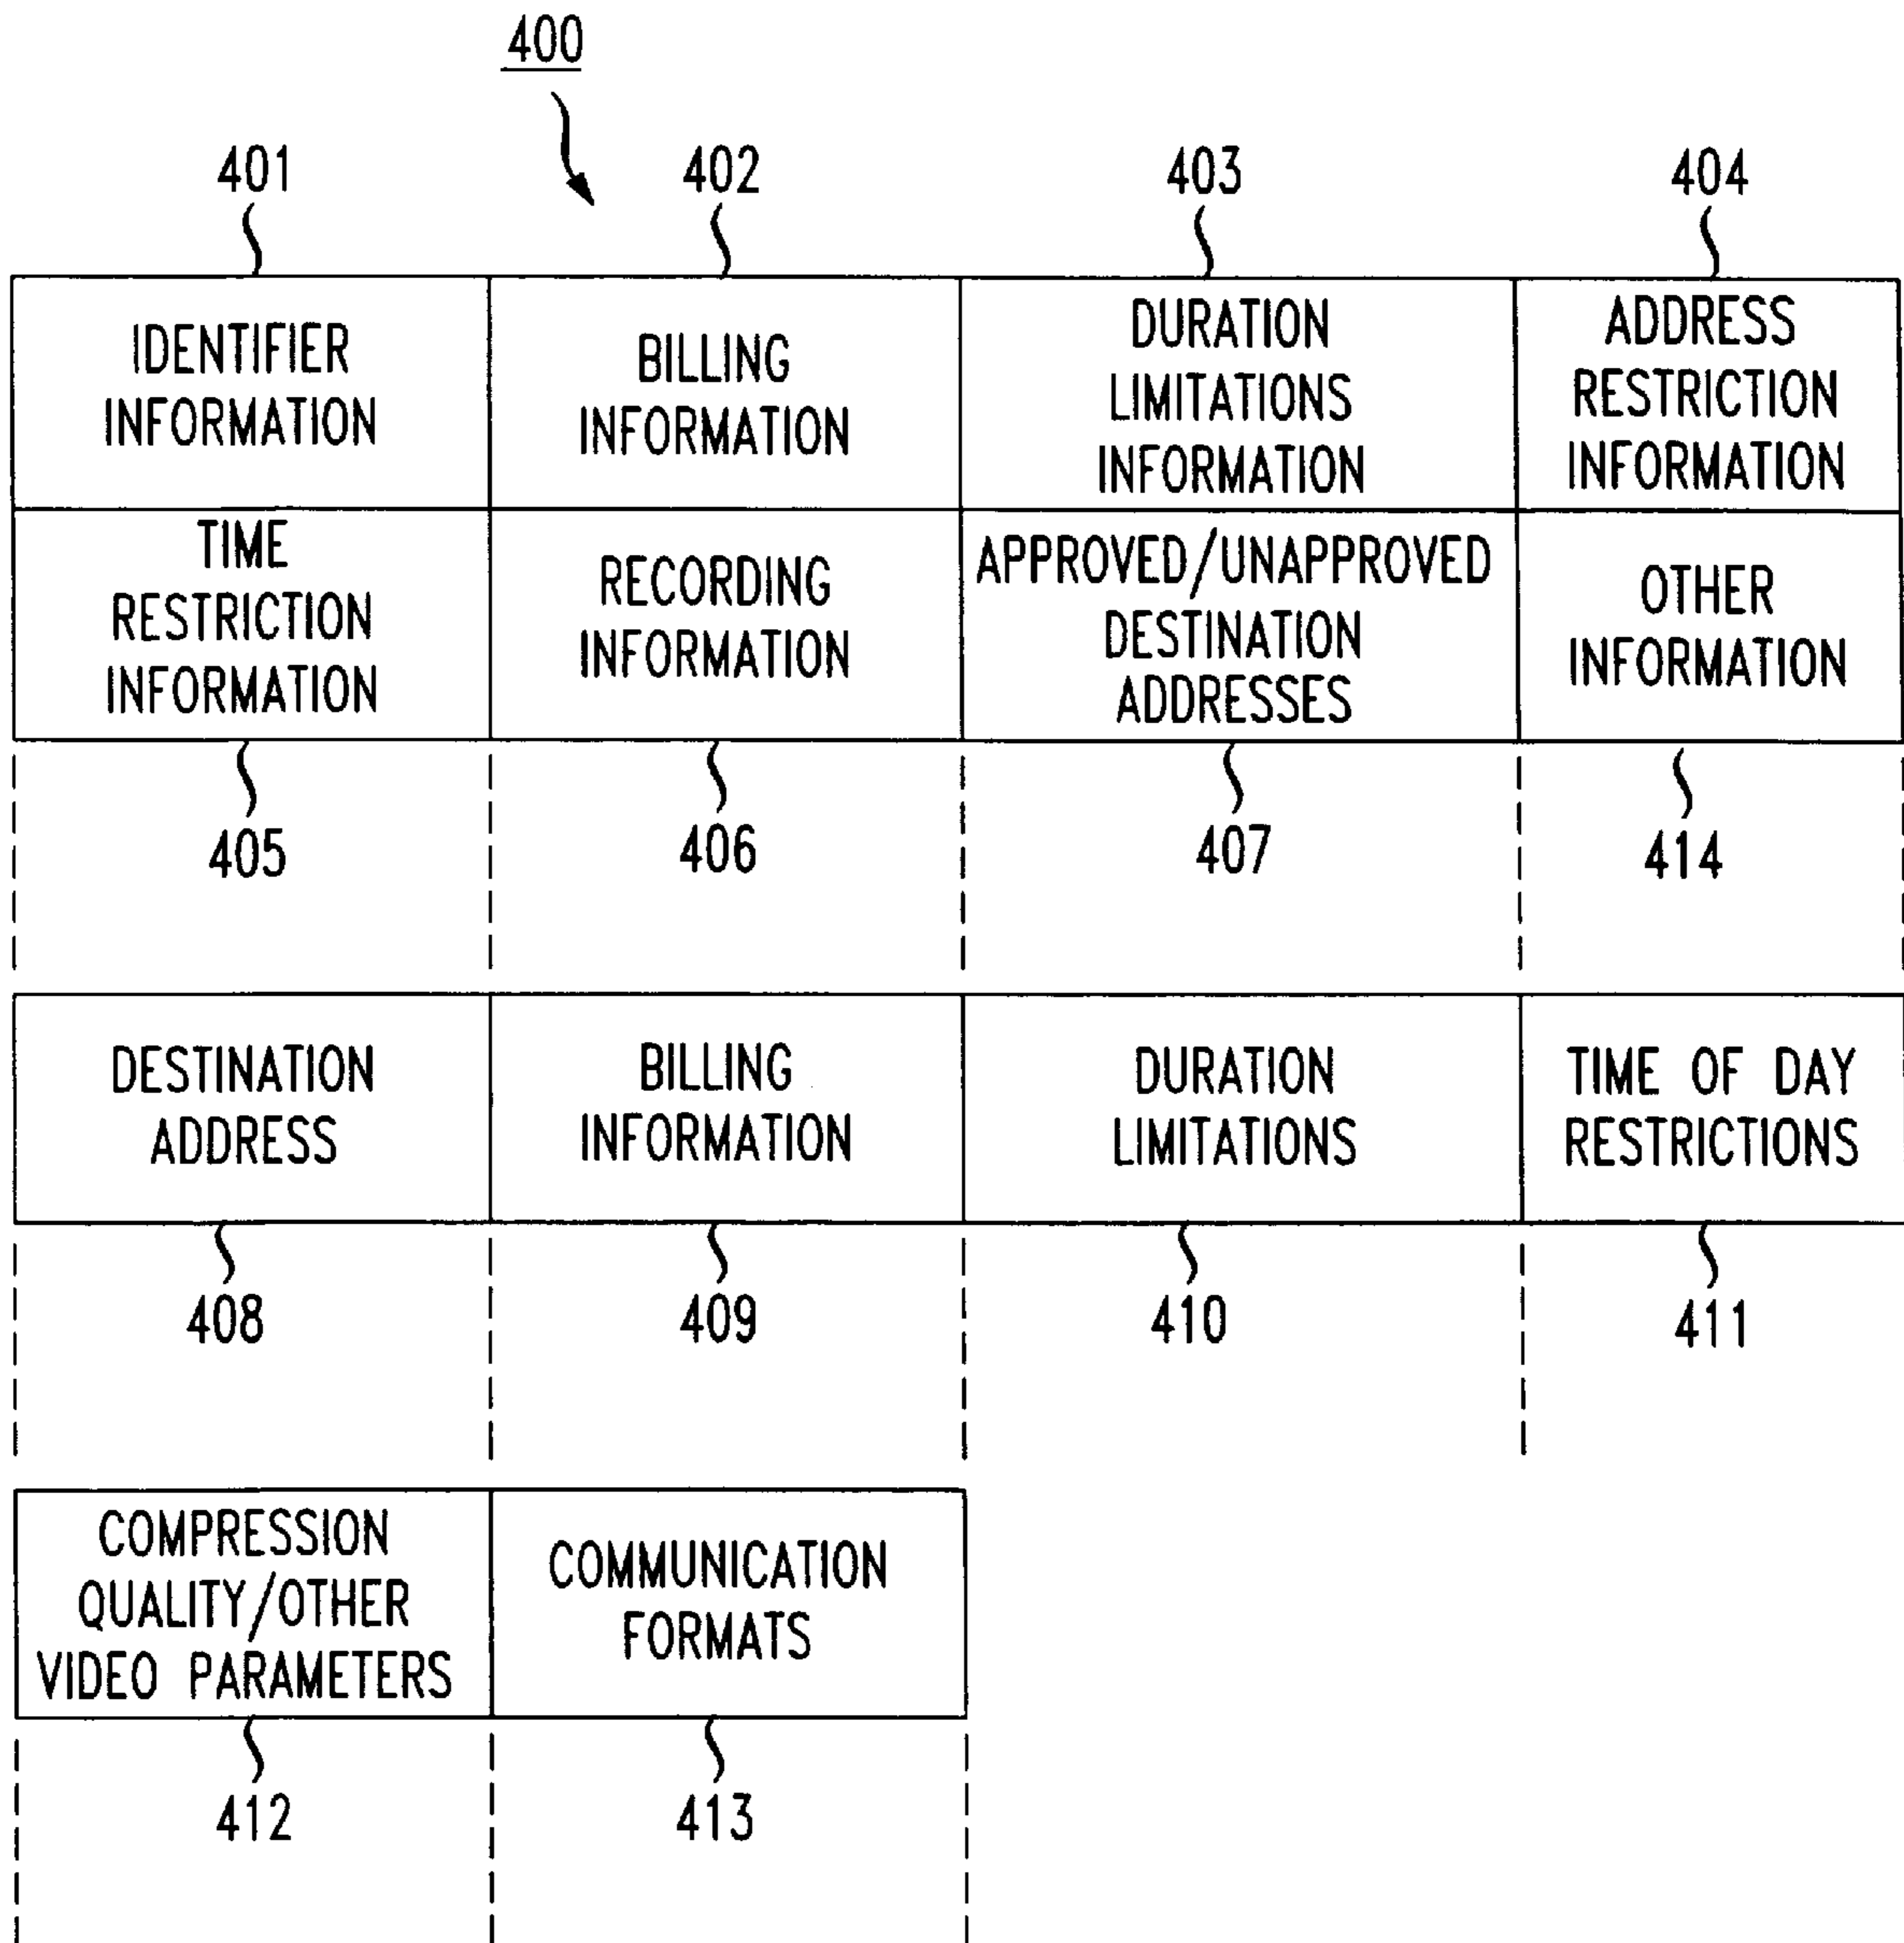 400
401
402
403
404
IDENTIFIER
INFORMATION
BILLING
INFORMATION
DURATION
LIMITATIONS
INFORMATION
ADDRESS
RESTRICTION
INFORMATION
TIME
RESTRICTION
INFORMATION
RECORDING
INFORMATION
APPROVED/UNAPPROVED
DESTINATION
ADDRESSES
OTHER
INFORMATION
405
406
407
414
DESTINATION
ADDRESS
BILLING
INFORMATION
DURATION
LIMITATIONS
TIME OF DAY
RESTRICTIONS
408
409
410
411
COMPRESSION
QUALITY/OTHER
VIDEO PARAMETERS
COMMUNICATION
FORMATS
412
413